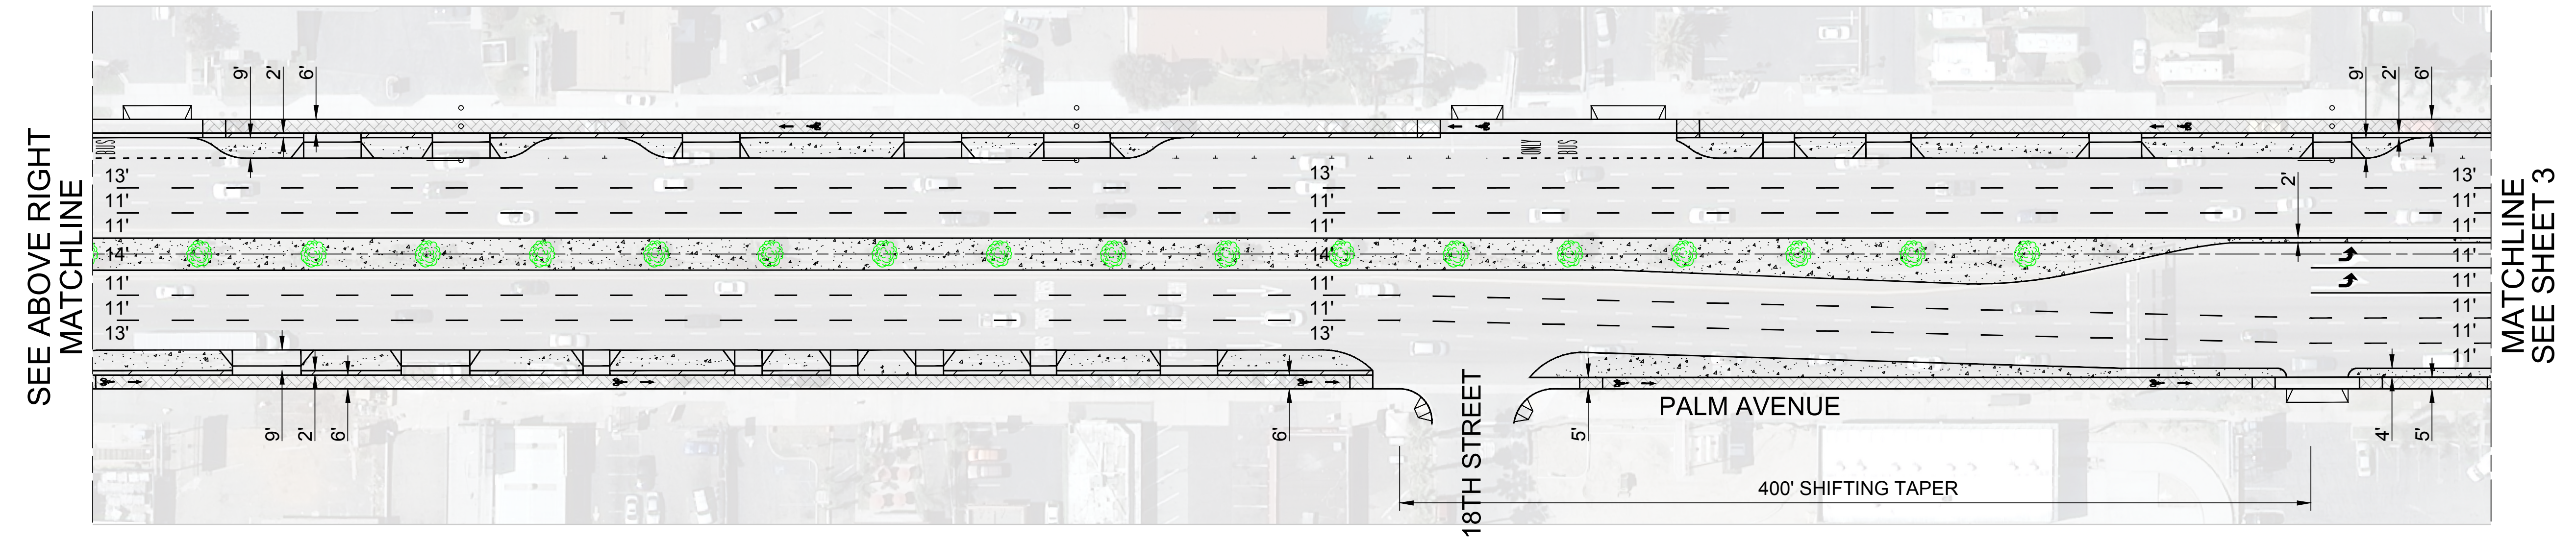 SEE ABOVE RIGHT
MATCHLINE
9' 2' 6'
9' 2' 6'
BUS
ONLY
BUS
2'
13' 13' 13'
11' 11' 11'
11' 11' 11'
14' 14' 11'
11' 11' 11'
11' 11' 11'
13' 13' 11'
11'
MATCHLINE
SEE SHEET 3
9' 2' 6'
6'
18TH STREET
5'
PALM AVENUE
4' 5'
400' SHIFTING TAPER